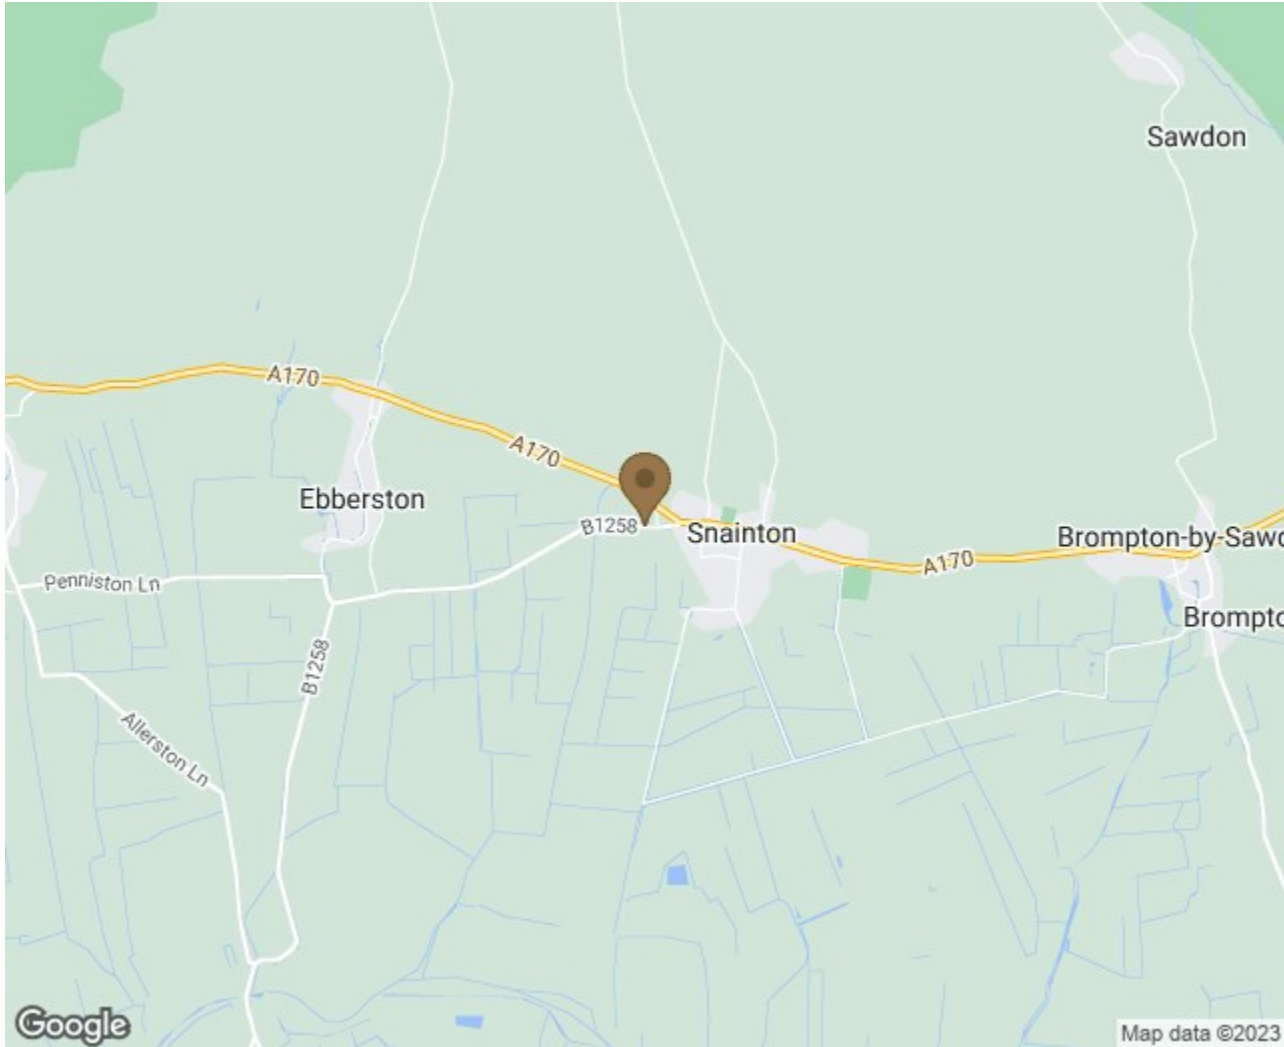 Sawdon
A170
A170
Ebberston
B1258
Snainton
Brompton-by-Sawd
A170
Penniston Ln
Brompto
B1258
Allerston Ln
Google
Map data ©2023